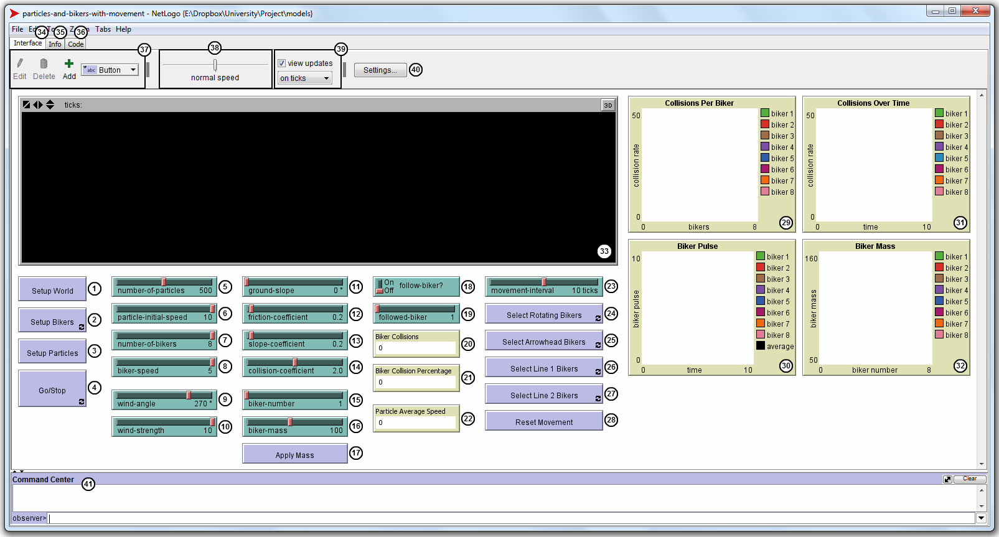 particles-and-bikers-with-movement - NetLogo {E:\Dropbox\University\Project\models}
File Tabs Help
34 35 36
Interface Info Code
37 38 39
Edit Delete Add abc Button
normal speed
view updates
on ticks
Settings... 40
ticks: 3D
33
Collisions Per Biker
50
collision rate
0
0 bikers 8
biker 1
biker 2
biker 3
biker 4
biker 5
biker 6
biker 7
biker 8
29
Collisions Over Time
50
collision rate
0
0 time 10
biker 1
biker 2
biker 3
biker 4
biker 5
biker 6
biker 7
biker 8
31
Biker Pulse
10
biker pulse
0
0 time 10
biker 1
biker 2
biker 3
biker 4
biker 5
biker 6
biker 7
biker 8
average
30
Biker Mass
160
biker mass
50
0 biker number 8
biker 1
biker 2
biker 3
biker 4
biker 5
biker 6
biker 7
biker 8
32
Setup World 1
Setup Bikers 2
Setup Particles 3
Go/Stop 4
number-of-particles 500 5
particle-initial-speed 10 6
number-of-bikers 8 7
biker-speed 5 8
wind-angle 270 ° 9
wind-strength 10 10
ground-slope 0 ° 11
friction-coefficient 0.2 12
slope-coefficient 0.2 13
collision-coefficient 2.0 14
biker-number 1 15
biker-mass 100 16
Apply Mass 17
On
Off
follow-biker? 18
followed-biker 1 19
Biker Collisions
0 20
Biker Collision Percentage
0 21
Particle Average Speed
0 22
movement-interval 10 ticks 23
Select Rotating Bikers 24
Select Arrowhead Bikers 25
Select Line 1 Bikers 26
Select Line 2 Bikers 27
Reset Movement 28
Command Center 41
Clear
observer>